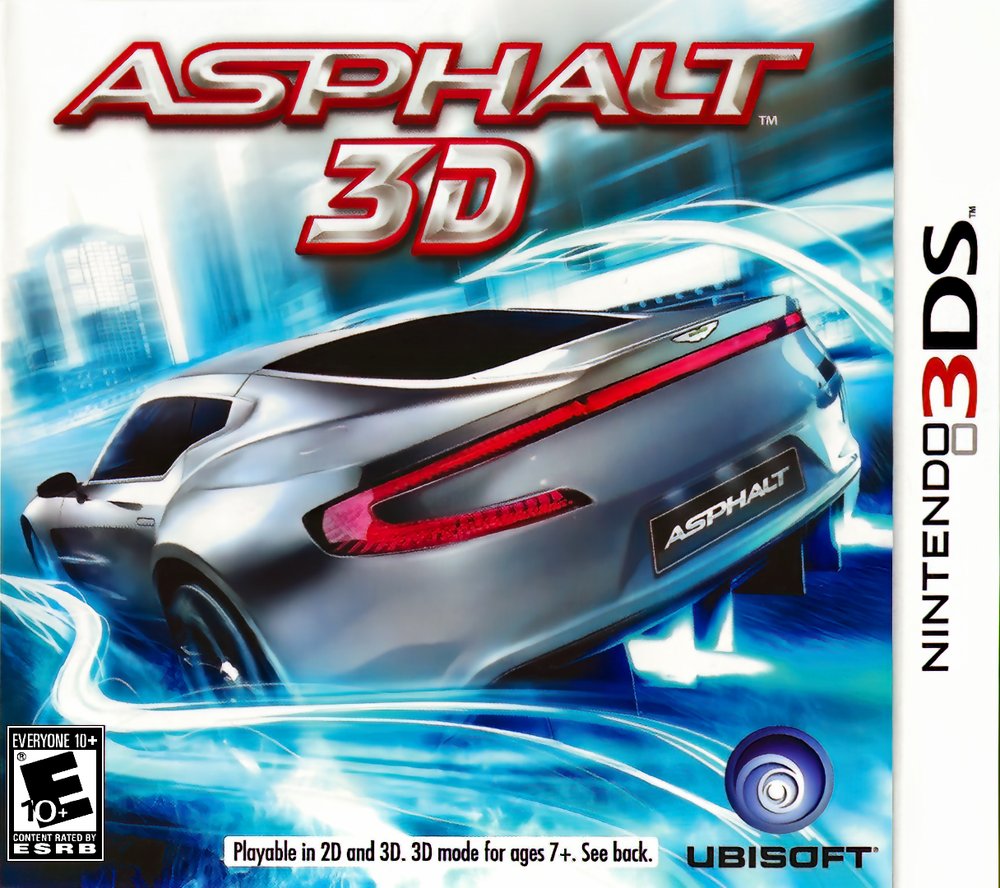 ASPHALT™
3D
ASPHALT
NINTENDO 3DS™
EVERYONE 10+
®
E
10+
CONTENT RATED BY
ESRB
Playable in 2D and 3D. 3D mode for ages 7+. See back.
UBISOFT®